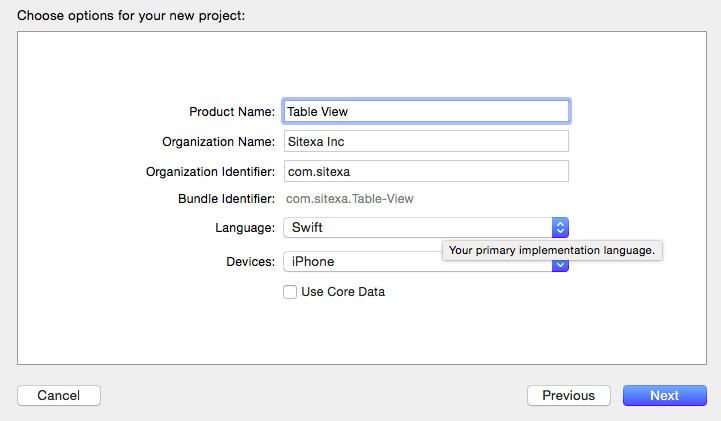 Choose options for your new project:
Product Name: Table View
Organization Name: Sitexa Inc
Organization Identifier: com.sitexa
Bundle Identifier: com.sitexa.Table-View
Language: Swift
Your primary implementation language.
Devices: iPhone
Use Core Data
Cancel Previous Next